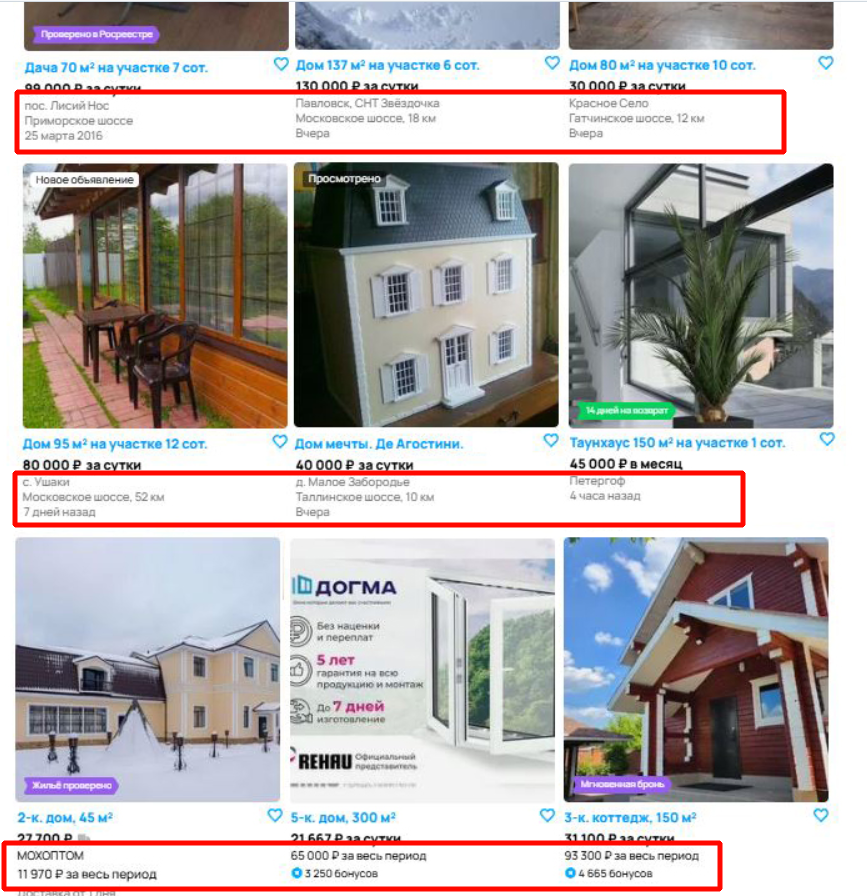 Проверено в Росреестре
Дача 70 м² на участке 7 сот.
99 000 ₽ за сутки
пос. Лисий Нос
Приморское шоссе
25 марта 2016
Дом 137 м² на участке 6 сот.
130 000 ₽ за сутки
Павловск, СНТ Звёздочка
Московское шоссе, 18 км
Вчера
Дом 80 м² на участке 10 сот.
30 000 ₽ за сутки
Красное Село
Гатчинское шоссе, 12 км
Вчера
Новое объявление
Дом 95 м² на участке 12 сот.
80 000 ₽ за сутки
с. Ушаки
Московское шоссе, 52 км
7 дней назад
Просмотрено
Дом мечты. Де Агостини.
40 000 ₽ за сутки
д. Малое Забородье
Таллинское шоссе, 10 км
Вчера
14 дней на возврат
Таунхаус 150 м² на участке 1 сот.
45 000 ₽ в месяц
Петергоф
4 часа назад
Жильё проверено
2-к. дом, 45 м²
27 700 ₽
МОХОПТОМ
11 970 ₽ за весь период
Доставка от 1 дня
ДОГМА
Без наценки
и переплат
5 лет
гарантия на всю
продукцию и монтаж
До 7 дней
изготовление
REHAU Официальный
представитель
5-к. дом, 300 м²
21 667 ₽ за сутки
65 000 ₽ за весь период
3 250 бонусов
Мгновенная бронь
3-к. коттедж, 150 м²
31 100 ₽ за сутки
93 300 ₽ за весь период
4 665 бонусов